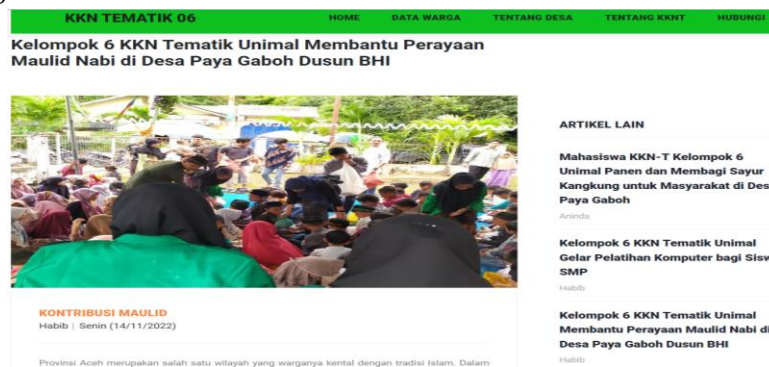 KKN TEMATIK 06
HOME
DATA WARGA
TENTANG DESA
TENTANG KKNT
HUBUNGI
Kelompok 6 KKN Tematik Unimal Membantu Perayaan
Maulid Nabi di Desa Paya Gaboh Dusun BHI
KONTRIBUSI MAULID
Habib | Senin (14/11/2022)
Provinsi Aceh merupakan salah satu wilayah yang warganya kental dengan tradisi Islam. Dalam
ARTIKEL LAIN
Mahasiswa KKN-T Kelompok 6
Unimal Panen dan Membagi Sayur
Kangkung untuk Masyarakat di Des
Paya Gaboh
Aninda
Kelompok 6 KKN Tematik Unimal
Gelar Pelatihan Komputer bagi Sisw
SMP
Habib
Kelompok 6 KKN Tematik Unimal
Membantu Perayaan Maulid Nabi di
Desa Paya Gaboh Dusun BHI
Habib